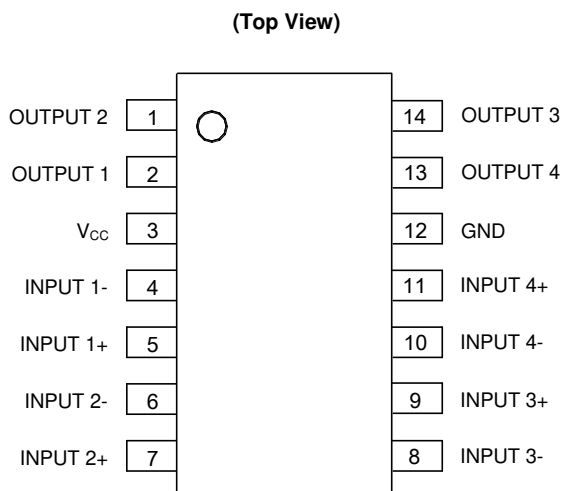 (Top View)
OUTPUT 2 1 14 OUTPUT 3
OUTPUT 1 2 13 OUTPUT 4
VCC 3 12 GND
INPUT 1- 4 11 INPUT 4+
INPUT 1+ 5 10 INPUT 4-
INPUT 2- 6 9 INPUT 3+
INPUT 2+ 7 8 INPUT 3-